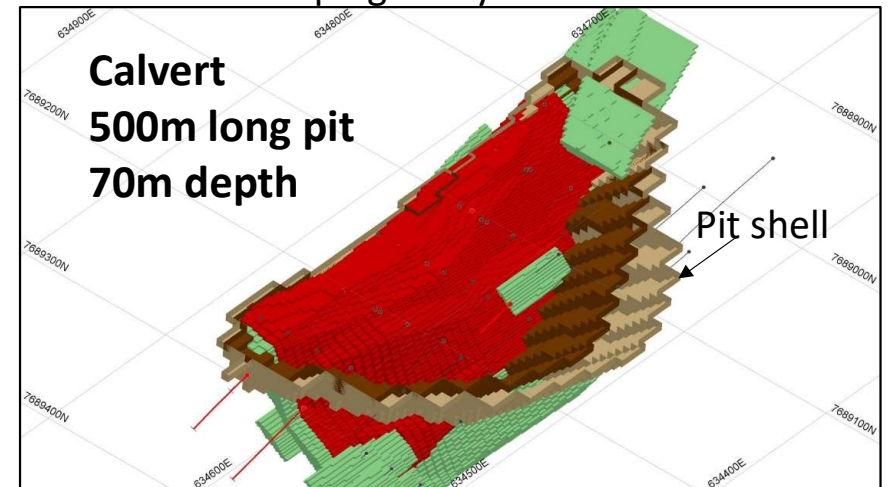 634900E
634800E
634700E
Calvert
500m long pit
70m depth
7689200N
7688900N
Pit shell
7689300N
7689000N
7689400N
7689100N
634600E
634500E
634400E